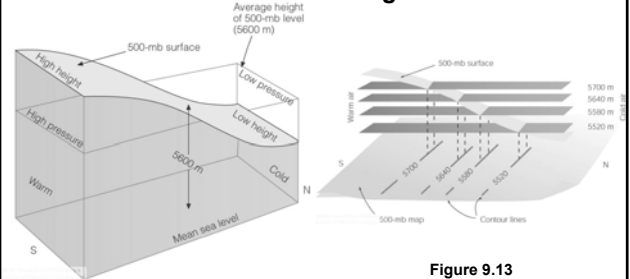 Average height
of 500-mb level
(5600 m)
500-mb surface
High height
Low pressure
High pressure
Low height
5600 m
Warm
Cold
N
Mean sea level
S
500-mb surface
Warm air
5700 m
5640 m
5580 m
5520 m
Cold air
S
5700
5640
5580
5520
N
500-mb map
Contour lines
Figure 9.13